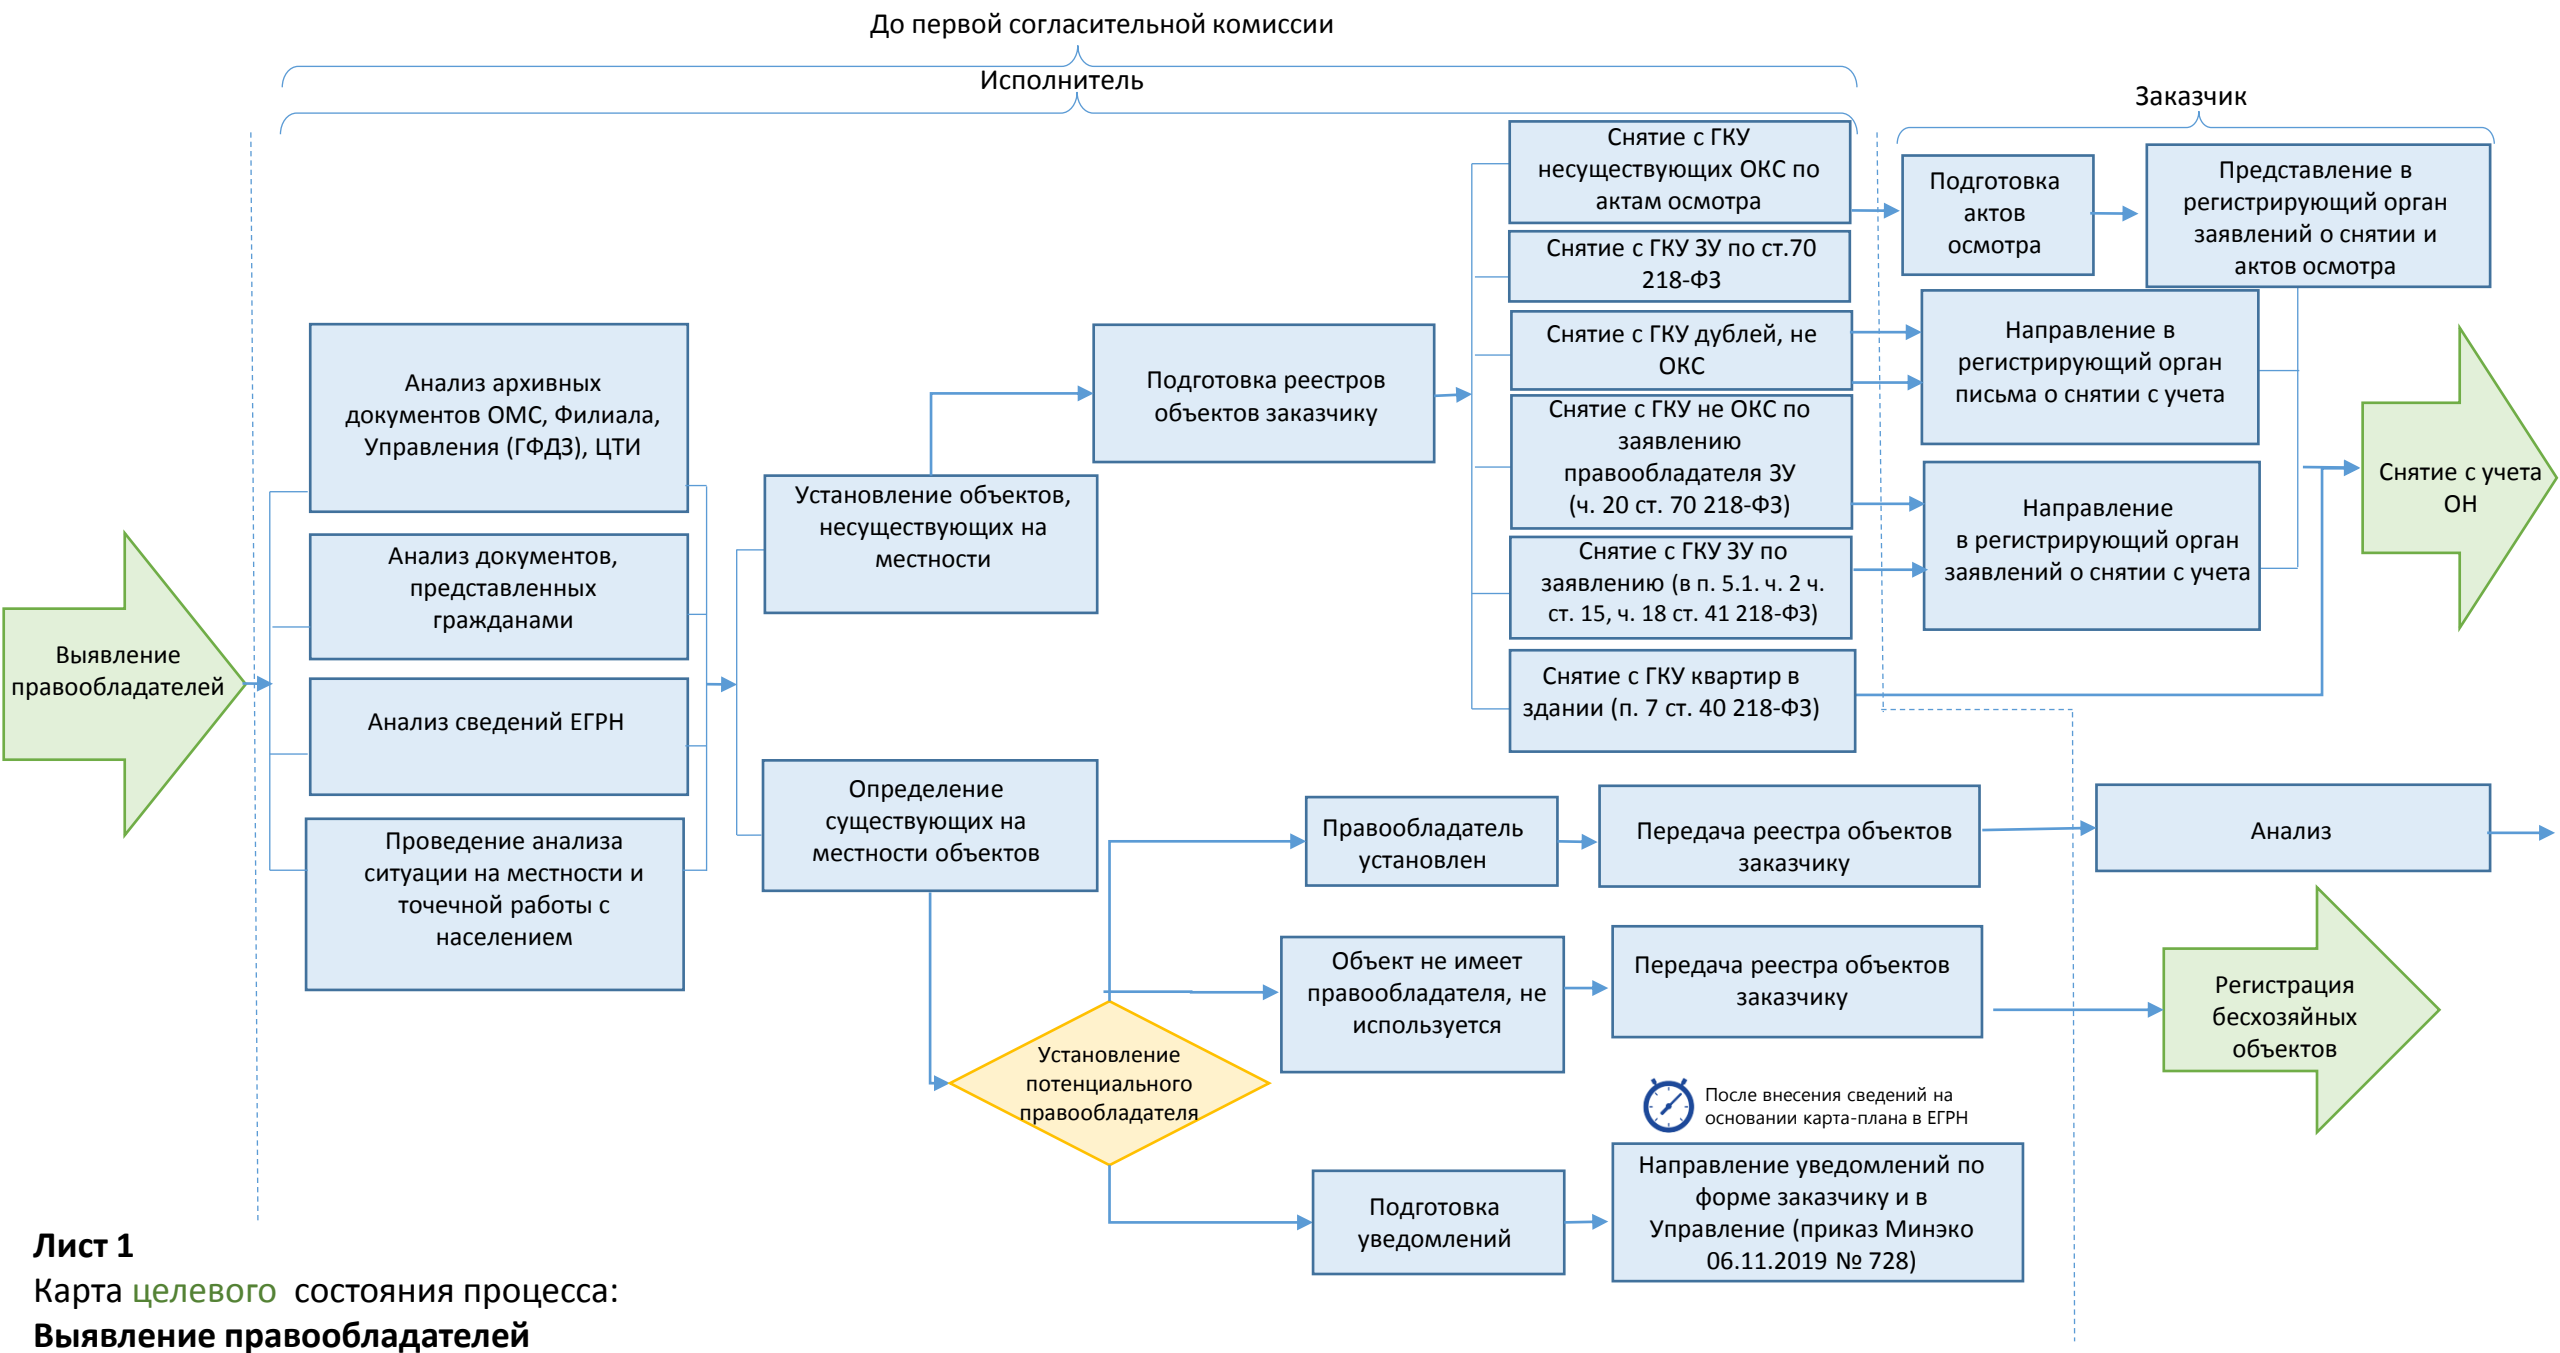 До первой согласительной комиссии
Исполнитель
Заказчик
Выявление
правообладателей
Анализ архивных
документов ОМС, Филиала,
Управления (ГФДЗ), ЦТИ
Анализ документов,
представленных
гражданами
Анализ сведений ЕГРН
Проведение анализа
ситуации на местности и
точечной работы с
населением
Установление объектов,
несуществующих на
местности
Определение
существующих на
местности объектов
Подготовка реестров
объектов заказчику
Снятие с ГКУ
несуществующих ОКС по
актам осмотра
Снятие с ГКУ ЗУ по ст.70
218-ФЗ
Снятие с ГКУ дублей, не
ОКС
Снятие с ГКУ не ОКС по
заявлению
правообладателя ЗУ
(ч. 20 ст. 70 218-ФЗ)
Снятие с ГКУ ЗУ по
заявлению (в п. 5.1. ч. 2 ч.
ст. 15, ч. 18 ст. 41 218-ФЗ)
Снятие с ГКУ квартир в
здании (п. 7 ст. 40 218-ФЗ)
Подготовка
актов
осмотра
Представление в
регистрирующий орган
заявлений о снятии и
актов осмотра
Направление в
регистрирующий орган
письма о снятии с учета
Направление
в регистрирующий орган
заявлений о снятии с учета
Снятие с учета
ОН
Установление
потенциального
правообладателя
Правообладатель
установлен
Передача реестра объектов
заказчику
Анализ
Объект не имеет
правообладателя, не
используется
Передача реестра объектов
заказчику
Регистрация
бесхозяйных
объектов
После внесения сведений на
основании карта-плана в ЕГРН
Подготовка
уведомлений
Направление уведомлений по
форме заказчику и в
Управление (приказ Минэко
06.11.2019 № 728)
Лист 1
Карта целевого состояния процесса:
Выявление правообладателей